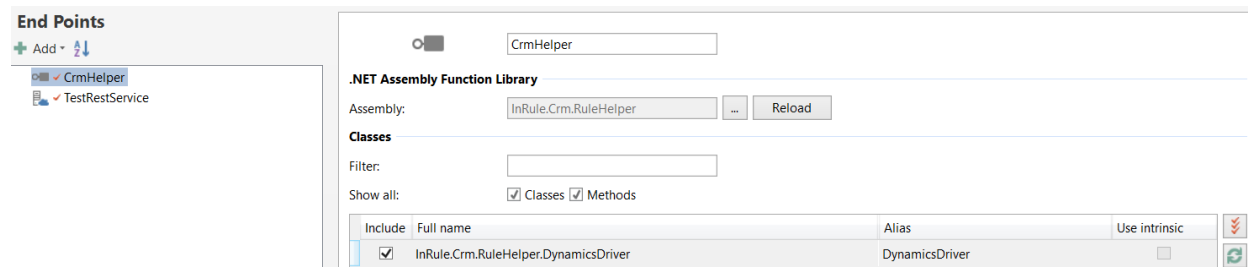 End Points
Add
CrmHelper
TestRestService
CrmHelper
.NET Assembly Function Library
Assembly: InRule.Crm.RuleHelper ... Reload
Classes
Filter:
Show all: Classes Methods
Include Full name Alias Use intrinsic
InRule.Crm.RuleHelper.DynamicsDriver DynamicsDriver